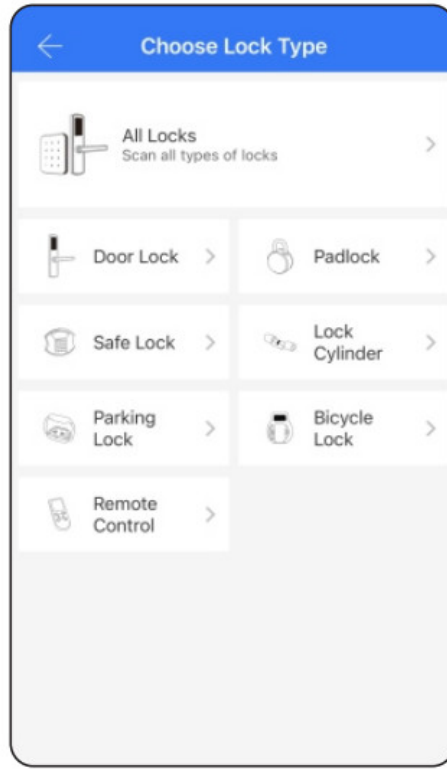 Choose Lock Type
All Locks
Scan all types of locks
Door Lock
Padlock
Safe Lock
Lock
Cylinder
Parking
Lock
Bicycle
Lock
Remote
Control